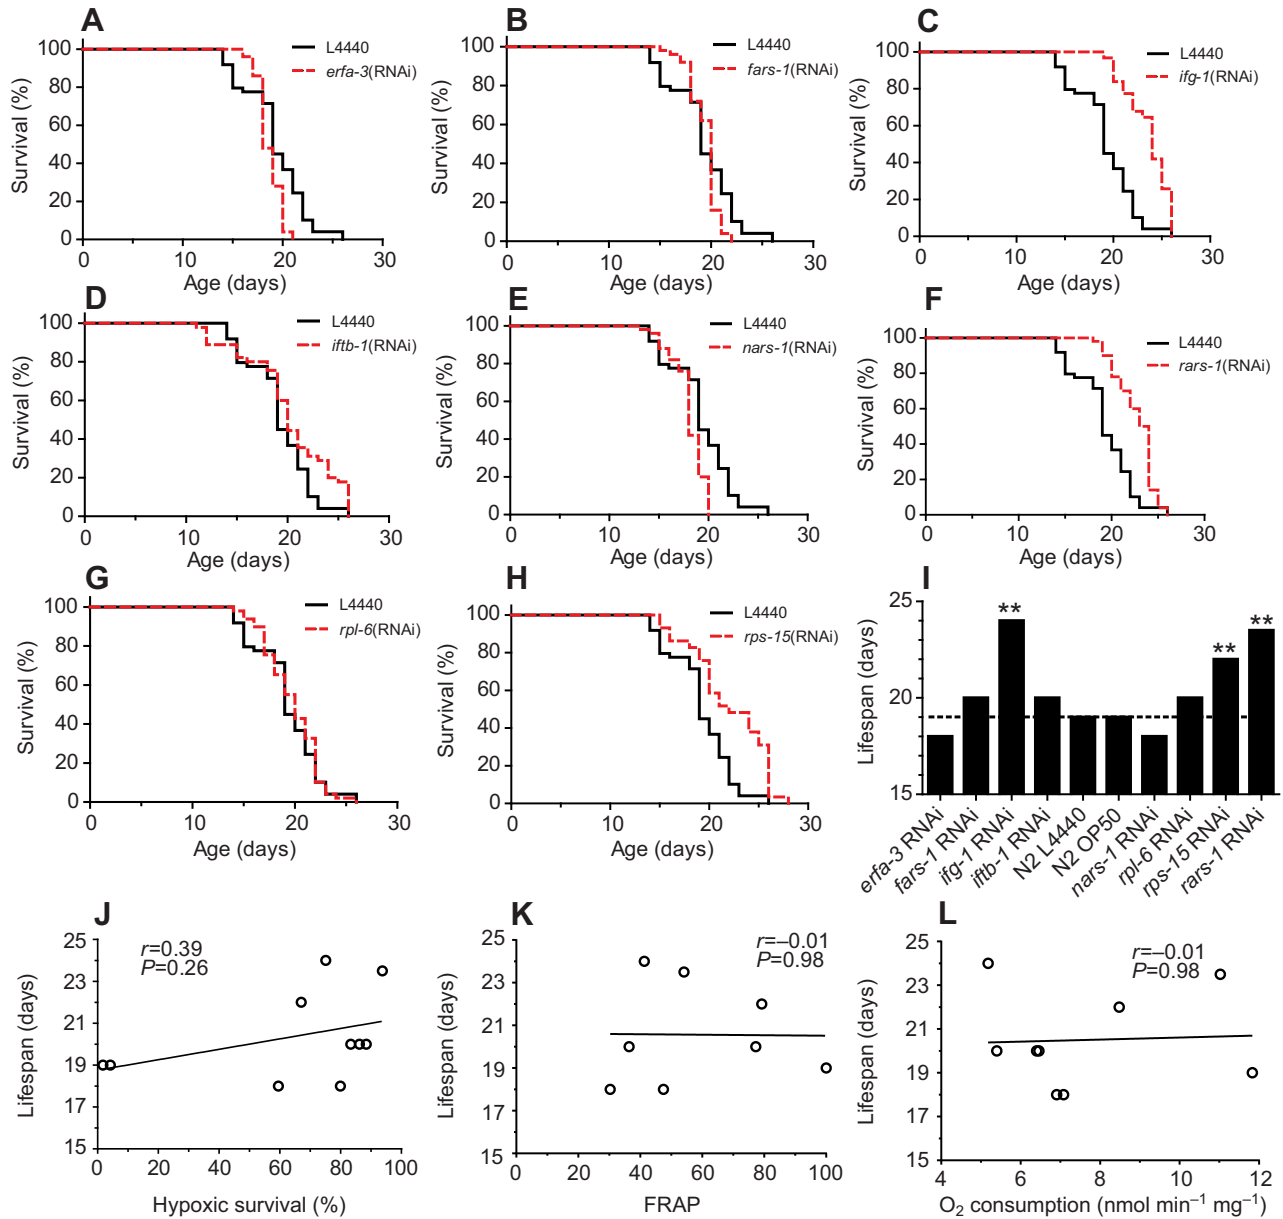 A
B
C
L4440
erfa-3(RNAi)
L4440
fars-1(RNAi)
L4440
ifg-1(RNAi)
Survival (%)
100
80
60
40
20
0
0
10
20
30
Age (days)
Survival (%)
100
80
60
40
20
0
0
10
20
30
Age (days)
Survival (%)
100
80
60
40
20
0
0
10
20
30
Age (days)
D
E
F
L4440
iftb-1(RNAi)
L4440
nars-1(RNAi)
L4440
rars-1(RNAi)
Survival (%)
100
80
60
40
20
0
0
10
20
30
Age (days)
Survival (%)
100
80
60
40
20
0
0
10
20
30
Age (days)
Survival (%)
100
80
60
40
20
0
0
10
20
30
Age (days)
G
H
I
L4440
rpl-6(RNAi)
L4440
rps-15(RNAi)
Survival (%)
100
80
60
40
20
0
0
10
20
30
Age (days)
Survival (%)
100
80
60
40
20
0
0
10
20
30
Age (days)
Lifespan (days)
25
20
15
**
**
**
erfa-3 RNAi
fars-1 RNAi
ifg-1 RNAi
iftb-1 RNAi
N2 L4440
N2 OP50
nars-1 RNAi
rpl-6 RNAi
rps-15 RNAi
rars-1 RNAi
J
K
L
r=0.39
P=0.26
Lifespan (days)
25
23
21
19
17
15
0
20
40
60
80
100
Hypoxic survival (%)
r=–0.01
P=0.98
Lifespan (days)
25
23
21
19
17
15
0
20
40
60
80
100
FRAP
r=–0.01
P=0.98
Lifespan (days)
25
23
21
19
17
15
4
6
8
10
12
O2 consumption (nmol min–1 mg–1)